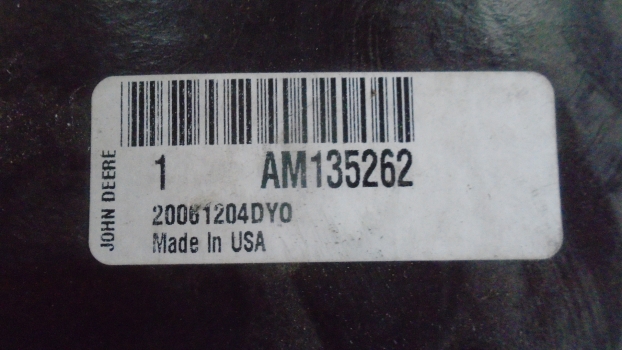 JOHN DEERE
1 AM135262
20061204DYO
Made In USA